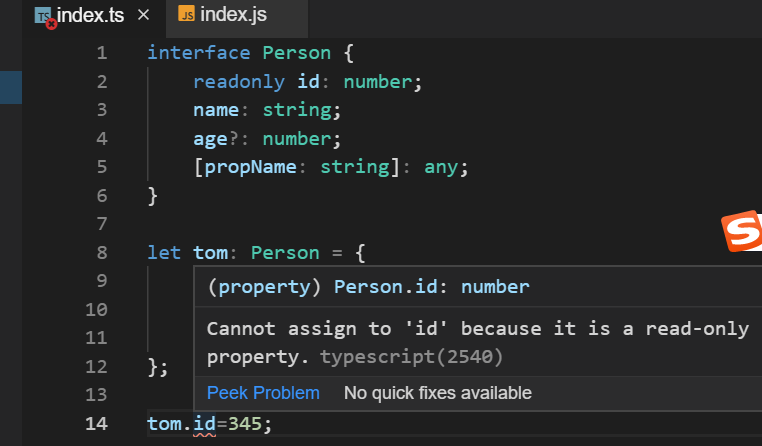 TS index.ts × JS index.js
1 interface Person {
2 readonly id: number;
3 name: string;
4 age?: number;
5 [propName: string]: any;
6 }
7
8 let tom: Person = {
9
(property) Person.id: number
10
Cannot assign to 'id' because it is a read-only
11
property. typescript(2540)
12 };
13
Peek Problem No quick fixes available
14 tom.id=345;
S